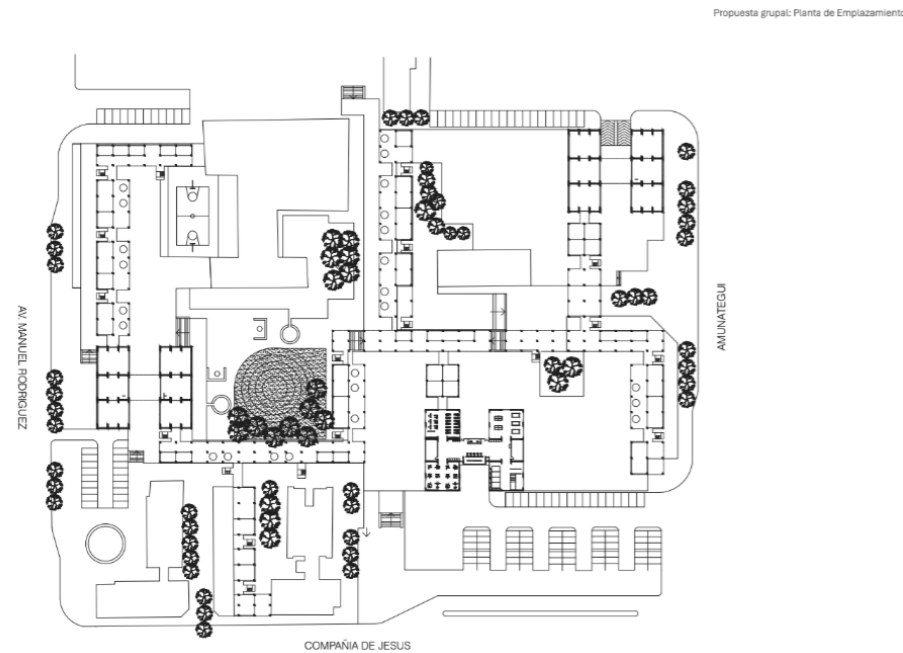 Propuesta grupal: Planta de Emplazamiento
AV. MANUEL RODRIGUEZ
AMUNATEGUI
COMPAÑIA DE JESUS